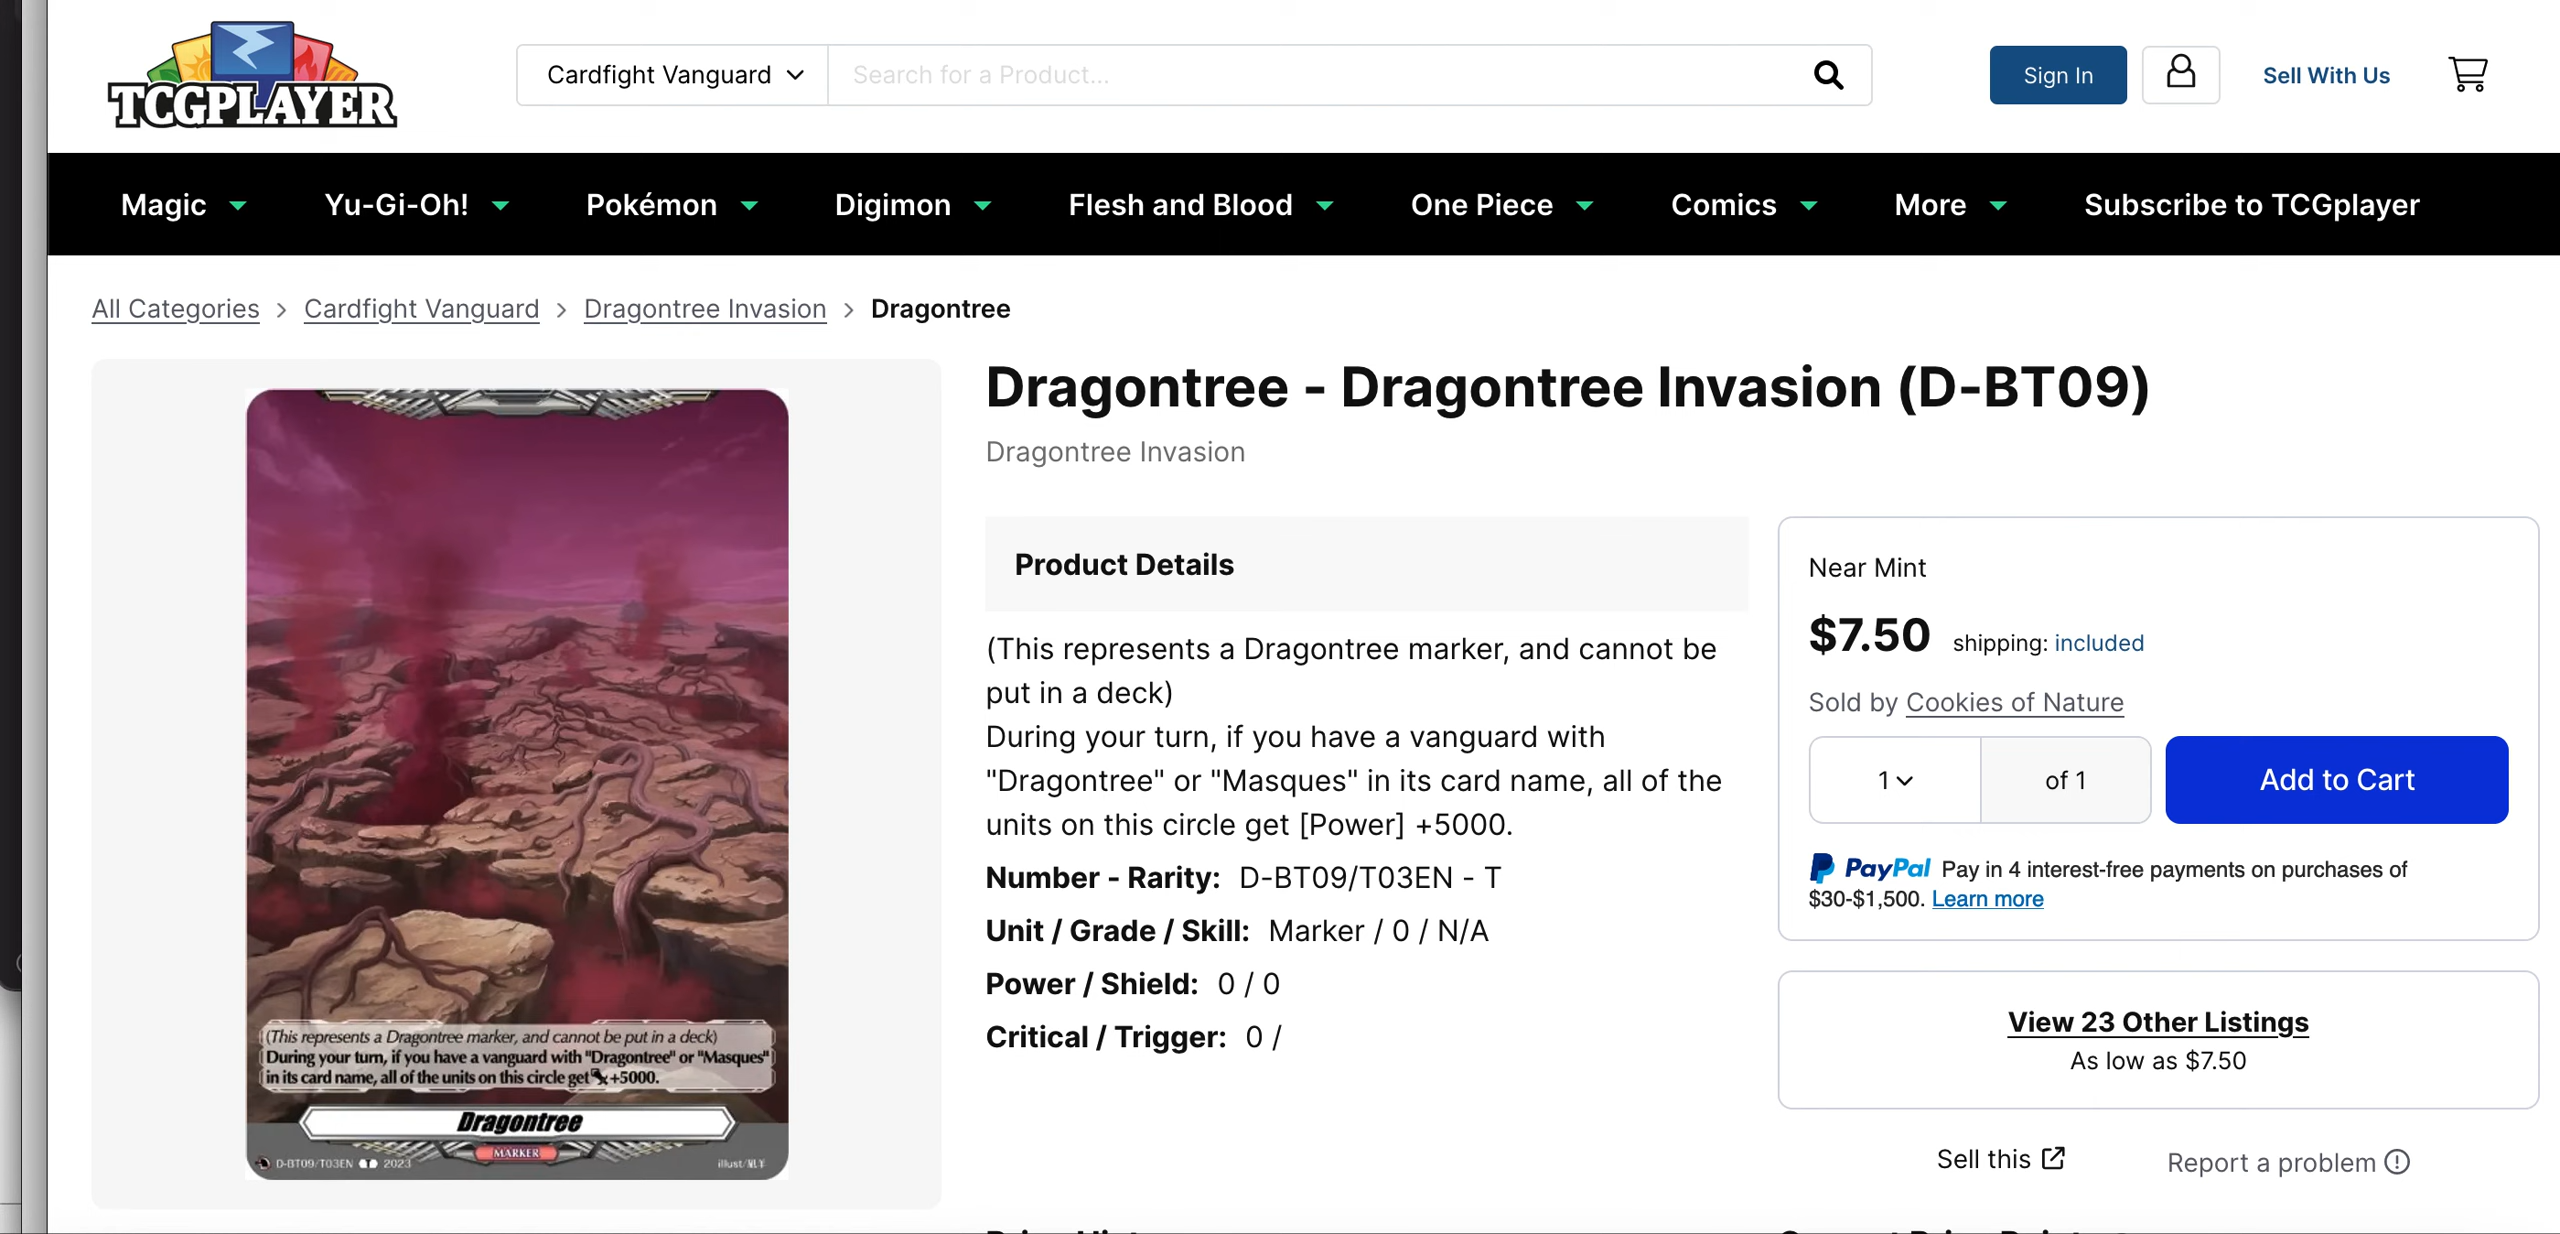 TCGPLAYER
Cardfight Vanguard
Search for a Product...
Sign In
Sell With Us
Magic
Yu-Gi-Oh!
Pokémon
Digimon
Flesh and Blood
One Piece
Comics
More
Subscribe to TCGplayer
All Categories > Cardfight Vanguard > Dragontree Invasion > Dragontree
(This represents a Dragontree marker, and cannot be put in a deck)
During your turn, if you have a vanguard with "Dragontree" or "Masques"
in its card name, all of the units on this circle get +5000.
Dragontree
MARKER
D-BT09/T03EN
2023
Dragontree - Dragontree Invasion (D-BT09)
Dragontree Invasion
Product Details
(This represents a Dragontree marker, and cannot be
put in a deck)
During your turn, if you have a vanguard with
"Dragontree" or "Masques" in its card name, all of the
units on this circle get [Power] +5000.
Number - Rarity: D-BT09/T03EN - T
Unit / Grade / Skill: Marker / 0 / N/A
Power / Shield: 0 / 0
Critical / Trigger: 0 /
Near Mint
$7.50 shipping: included
Sold by Cookies of Nature
1
of 1
Add to Cart
PayPal Pay in 4 interest-free payments on purchases of
$30-$1,500. Learn more
View 23 Other Listings
As low as $7.50
Sell this
Report a problem